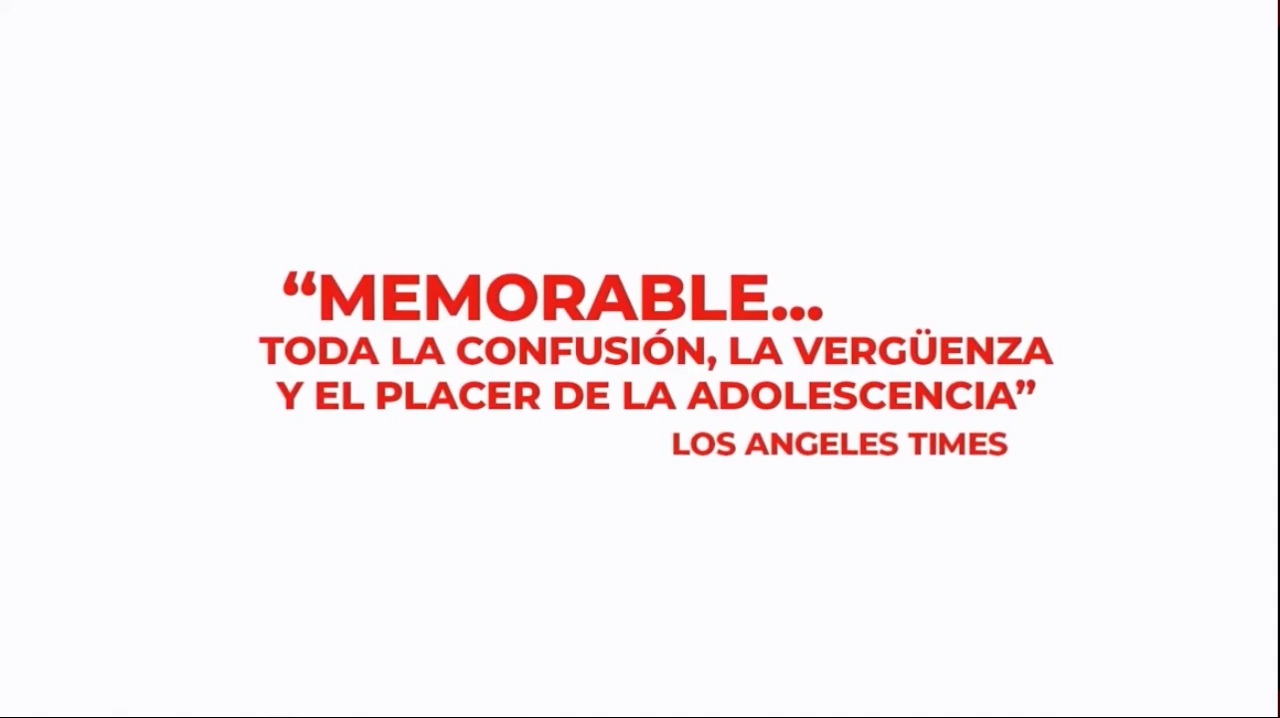 “MEMORABLE...
TODA LA CONFUSIÓN, LA VERGÜENZA
Y EL PLACER DE LA ADOLESCENCIA”
LOS ANGELES TIMES